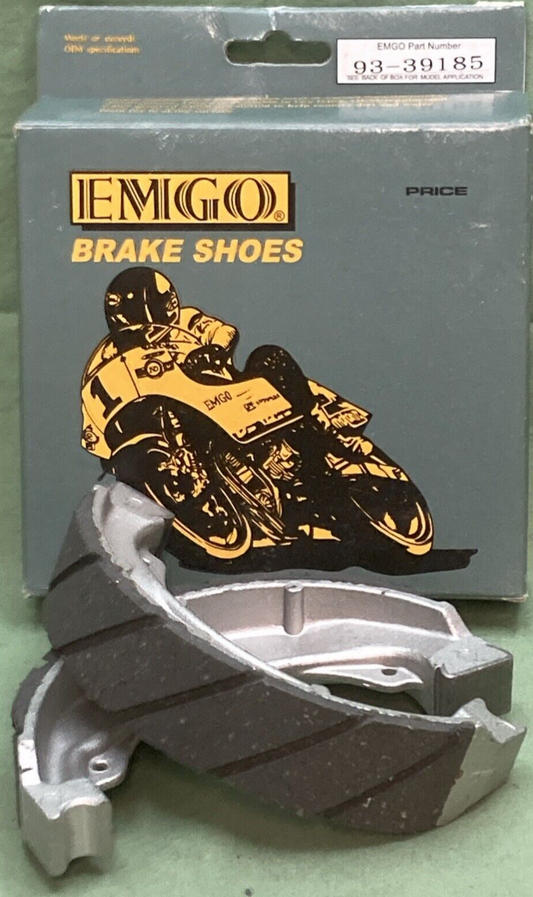 Meets or exceeds
OEM specifications
EMGO Part Number
93-39185
SEE BACK OF BOX FOR MODEL APPLICATION
EMGO®
PRICE
BRAKE SHOES
1
EMGO